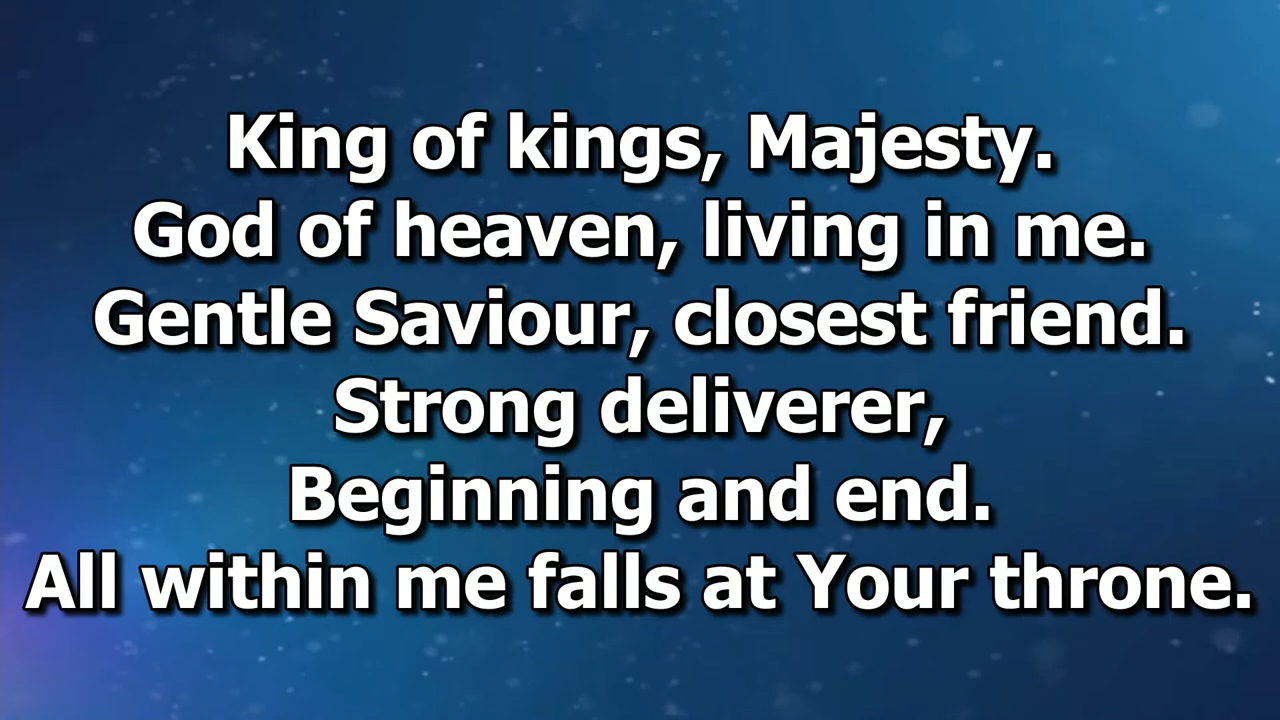 King of kings, Majesty.
God of heaven, living in me.
Gentle Saviour, closest friend.
Strong deliverer,
Beginning and end.
All within me falls at Your throne.